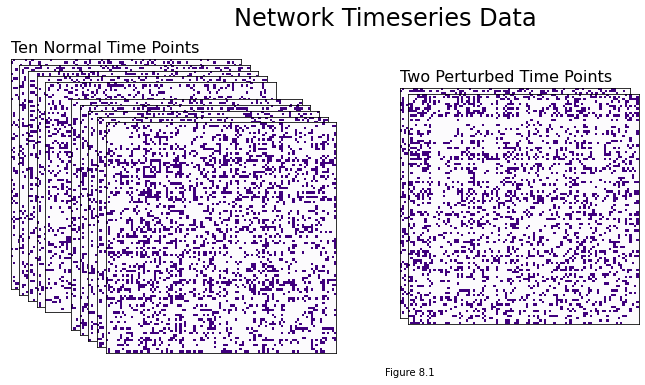 Network Timeseries Data
Ten Normal Time Points
Two Perturbed Time Points
Figure 8.1